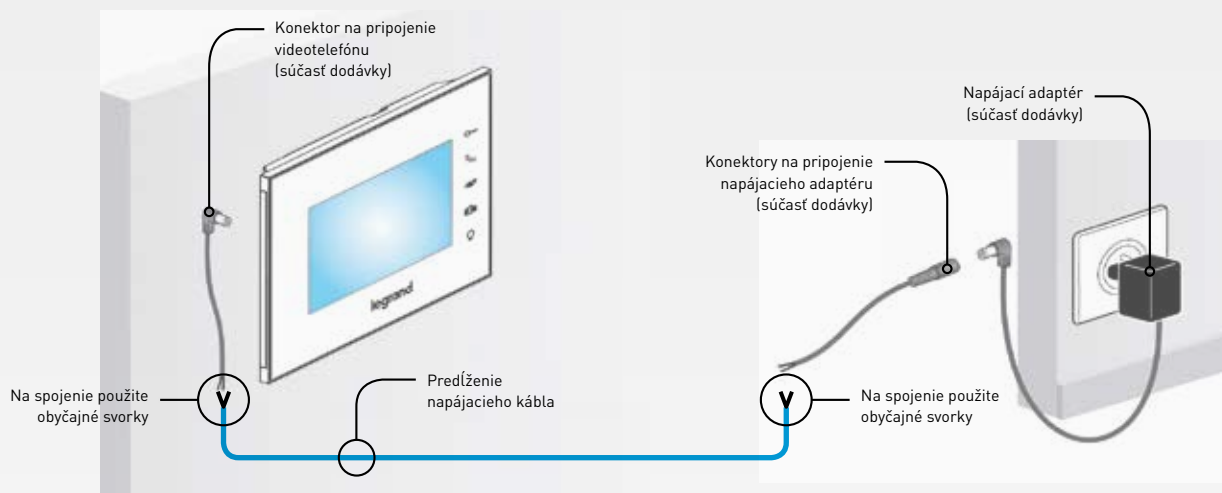 Konektor na pripojenie
videotelefónu
(súčasť dodávky)
legrand
Na spojenie použite
obyčajné svorky
Predĺženie
napájacieho kábla
Napájací adaptér
(súčasť dodávky)
Konektory na pripojenie
napájacieho adaptéru
(súčasť dodávky)
Na spojenie použite
obyčajné svorky